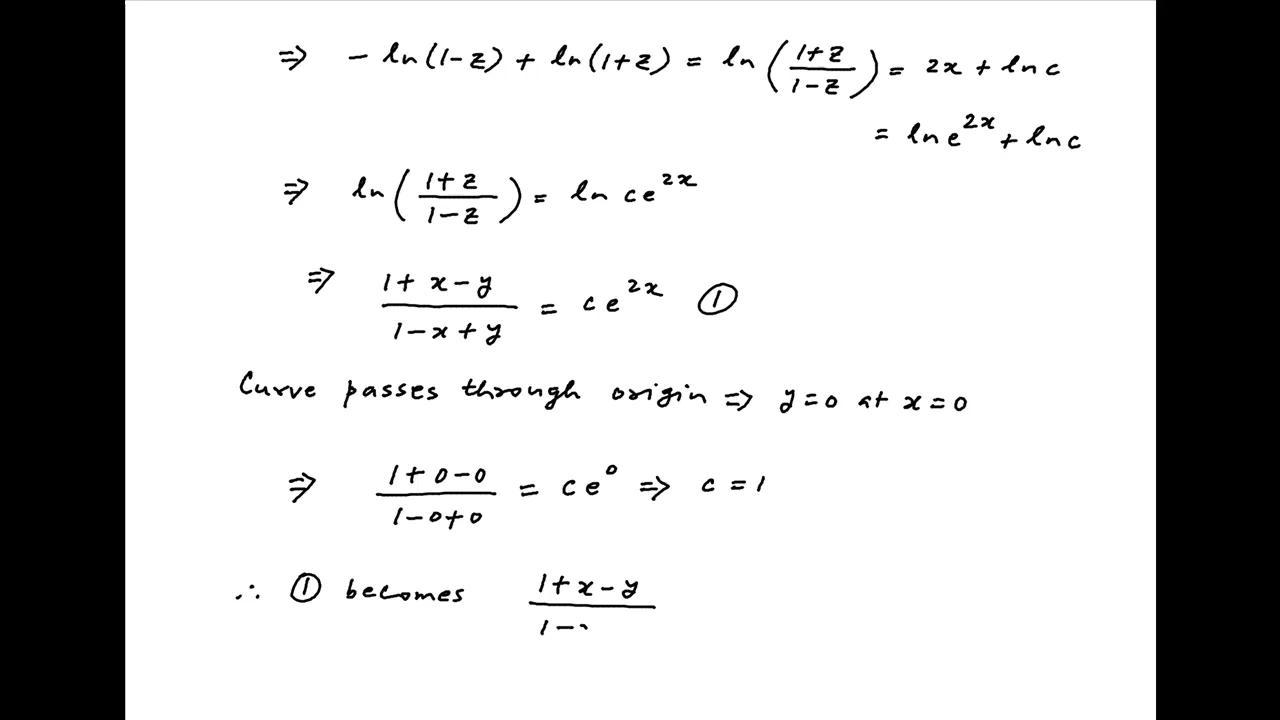 ⇒ - ln(1-z) + ln(1+z) = ln((1+z)/(1-z)) = 2x + ln c
= ln e^{2x} + ln c
⇒ ln((1+z)/(1-z)) = ln ce^{2x}
⇒ (1+x-y)/(1-x+y) = ce^{2x} ①
Curve passes through origin ⇒ y=0 at x=0
⇒ (1+0-0)/(1-0+0) = ce^0 ⇒ c=1
∴ ① becomes (1+x-y)/(1-